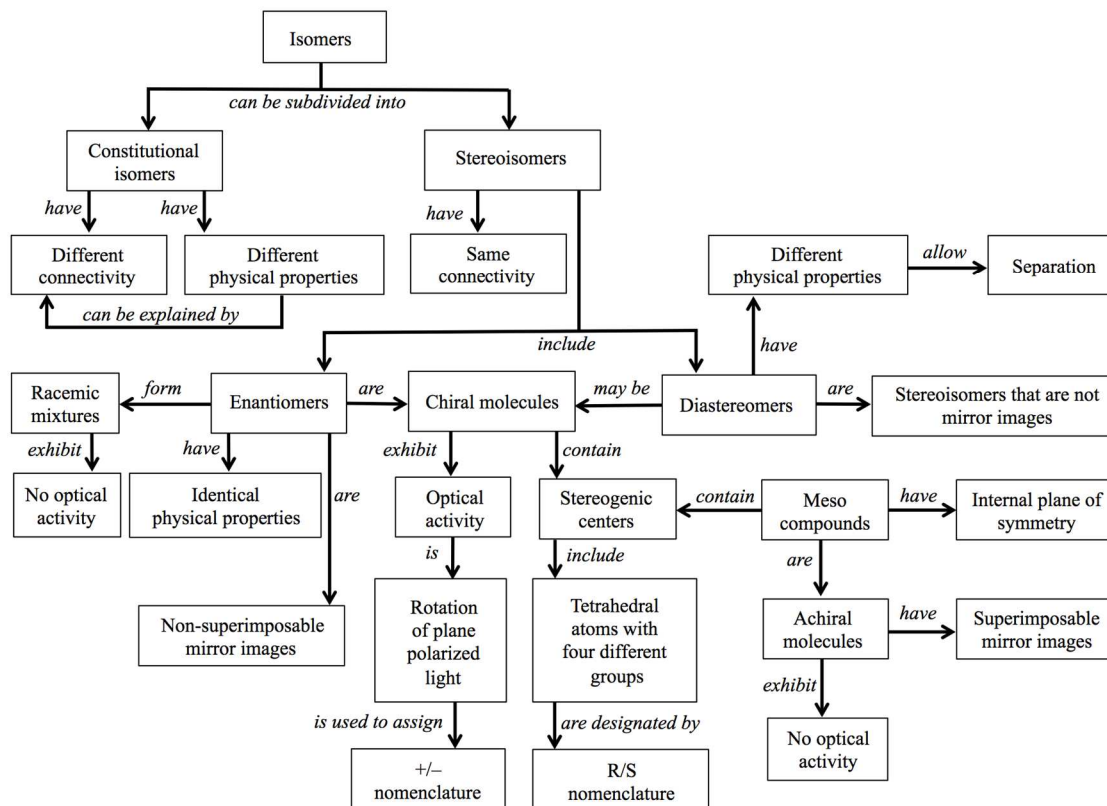 Isomers
can be subdivided into
Constitutional
isomers
Stereoisomers
have
have
have
Different
connectivity
Different
physical properties
Same
connectivity
Different
physical properties
allow
Separation
can be explained by
include
have
Racemic
mixtures
form
Enantiomers
are
Chiral molecules
may be
Diastereomers
are
Stereoisomers that are not
mirror images
exhibit
have
are
exhibit
contain
No optical
activity
Identical
physical properties
Optical
activity
Stereogenic
centers
contain
Meso
compounds
have
Internal plane of
symmetry
is
include
are
Non-superimposable
mirror images
Rotation
of plane
polarized
light
Tetrahedral
atoms with
four different
groups
Achiral
molecules
have
Superimposable
mirror images
exhibit
is used to assign
are designated by
No optical
activity
+/–
nomenclature
R/S
nomenclature